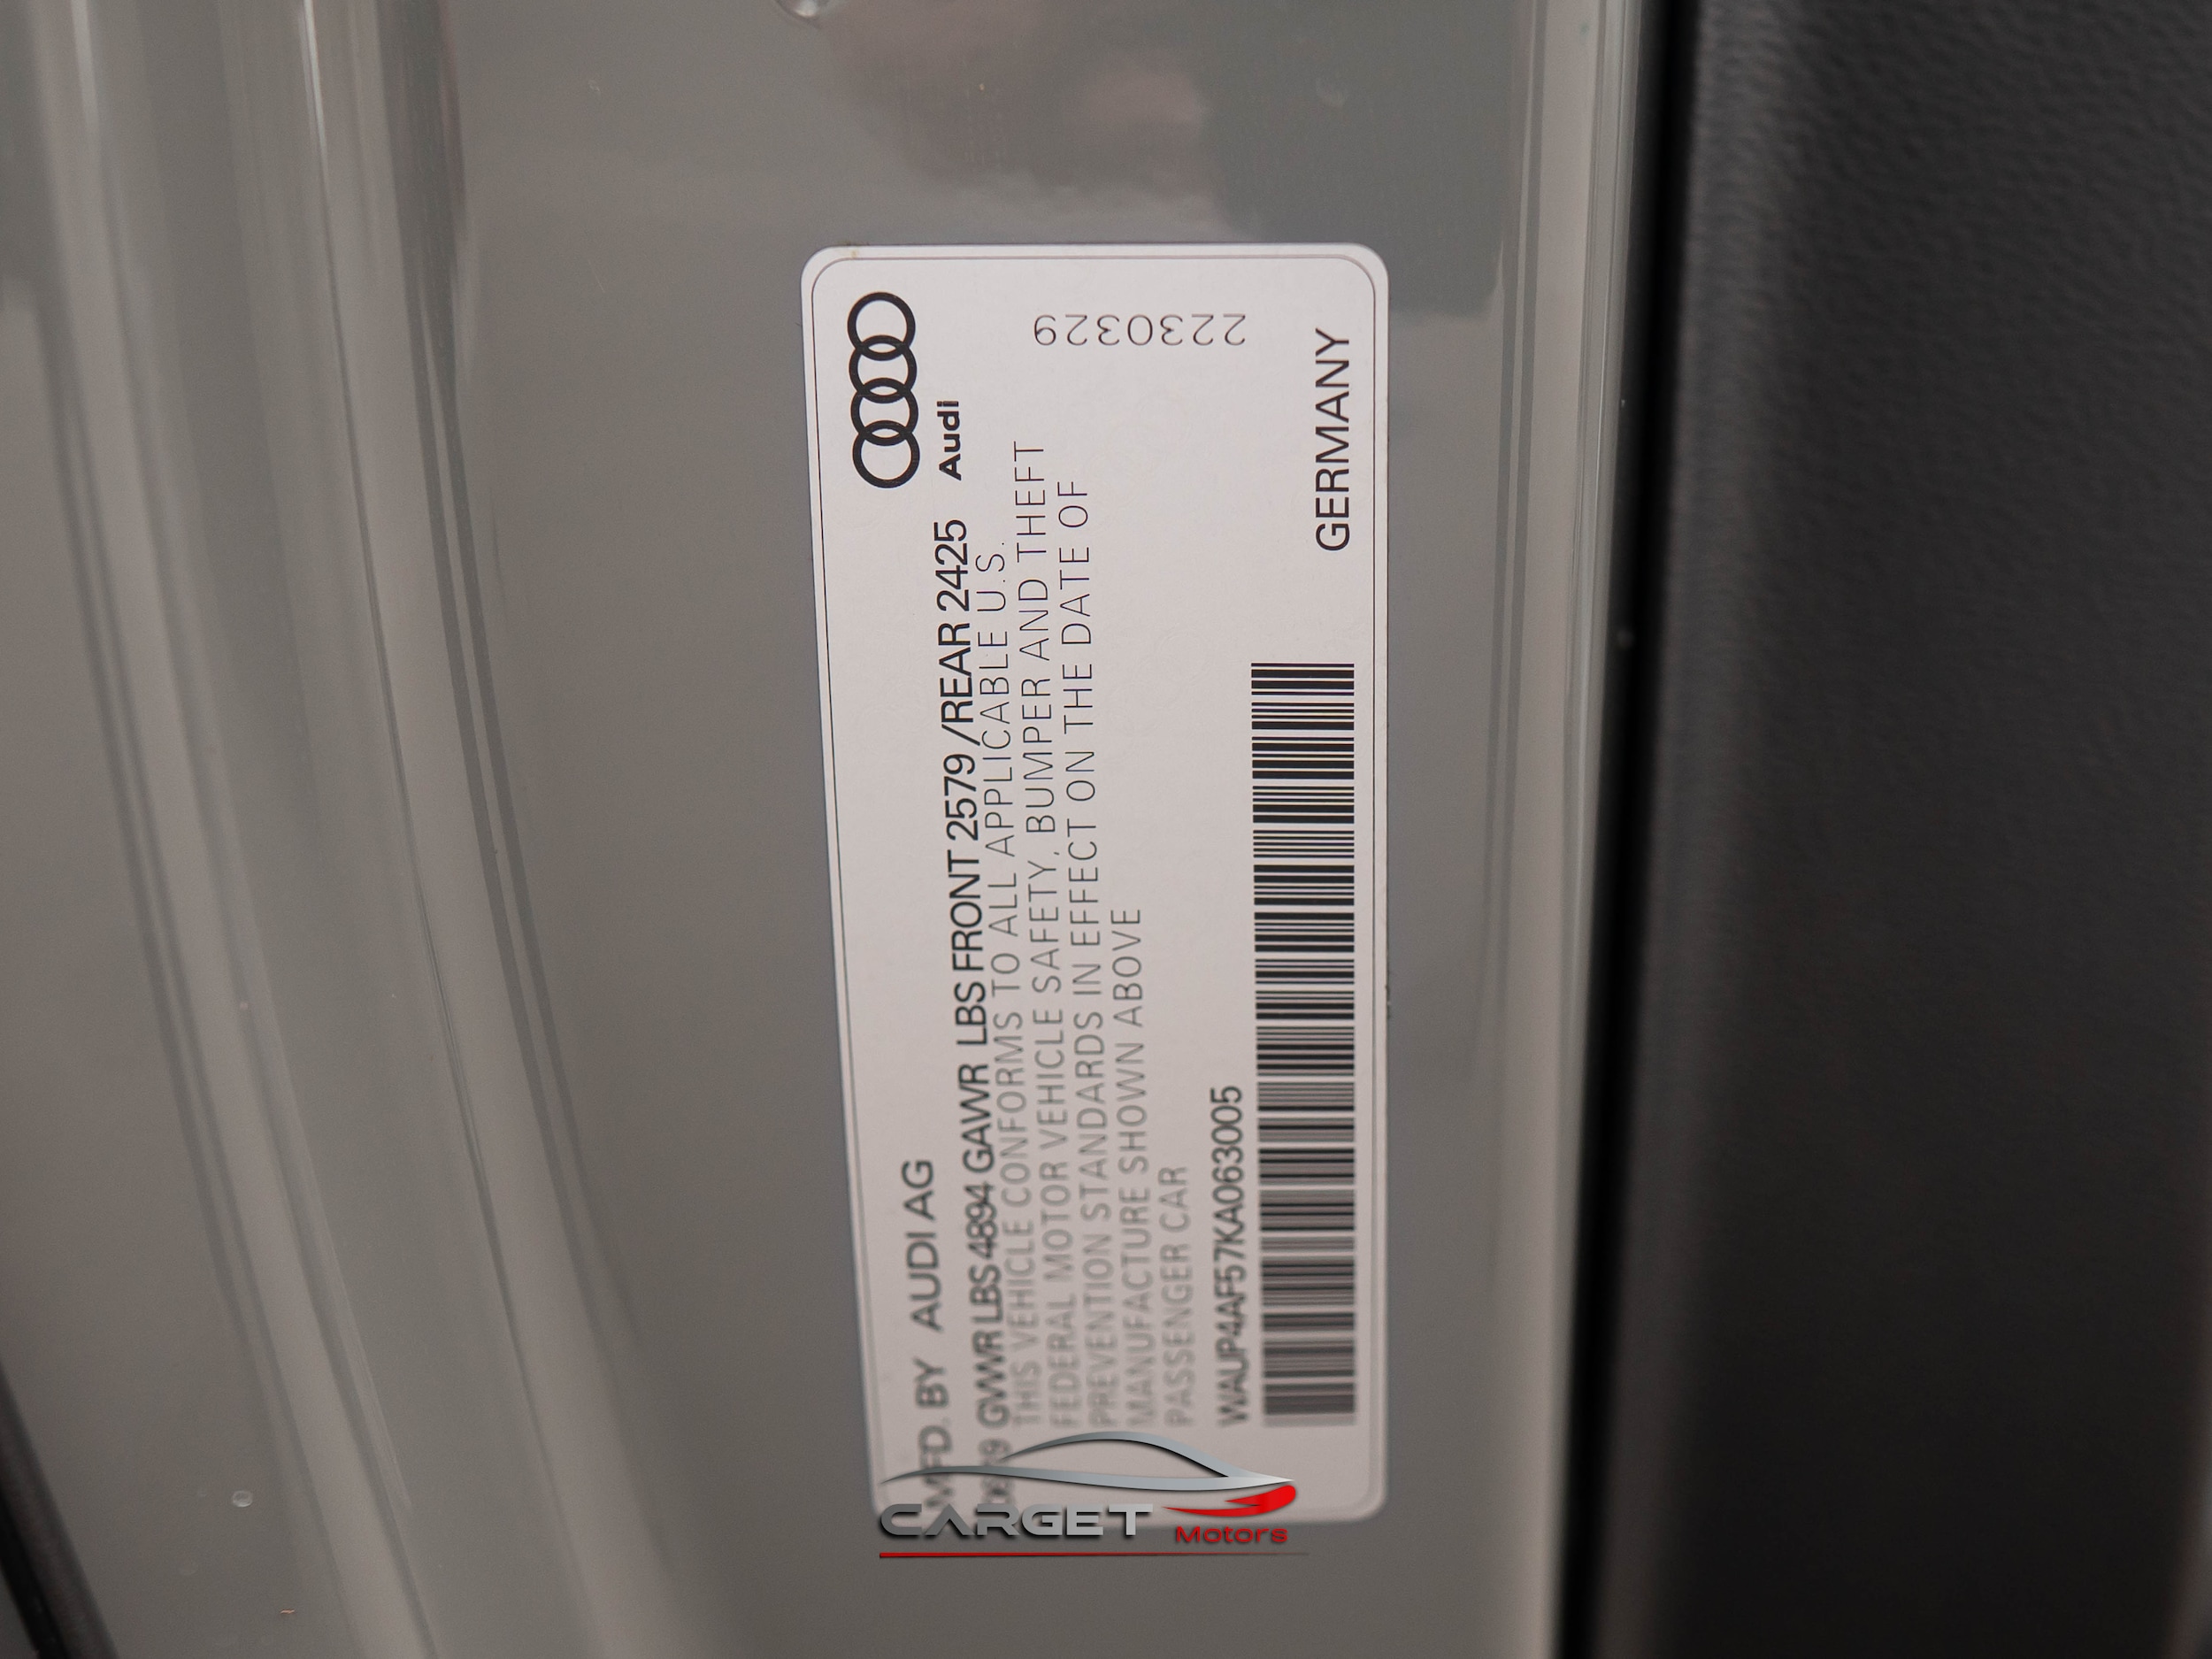 MFD. BY AUDI AG
GVWR LBS 4894 GAWR LBS FRONT 2579/REAR 2425
THIS VEHICLE CONFORMS TO ALL APPLICABLE U.S.
FEDERAL MOTOR VEHICLE SAFETY, BUMPER AND THEFT
PREVENTION STANDARDS IN EFFECT ON THE DATE OF
MANUFACTURE SHOWN ABOVE
PASSENGER CAR
WAUP4AF57KA063005
Audi
2230329
GERMANY
CARGET
Motors